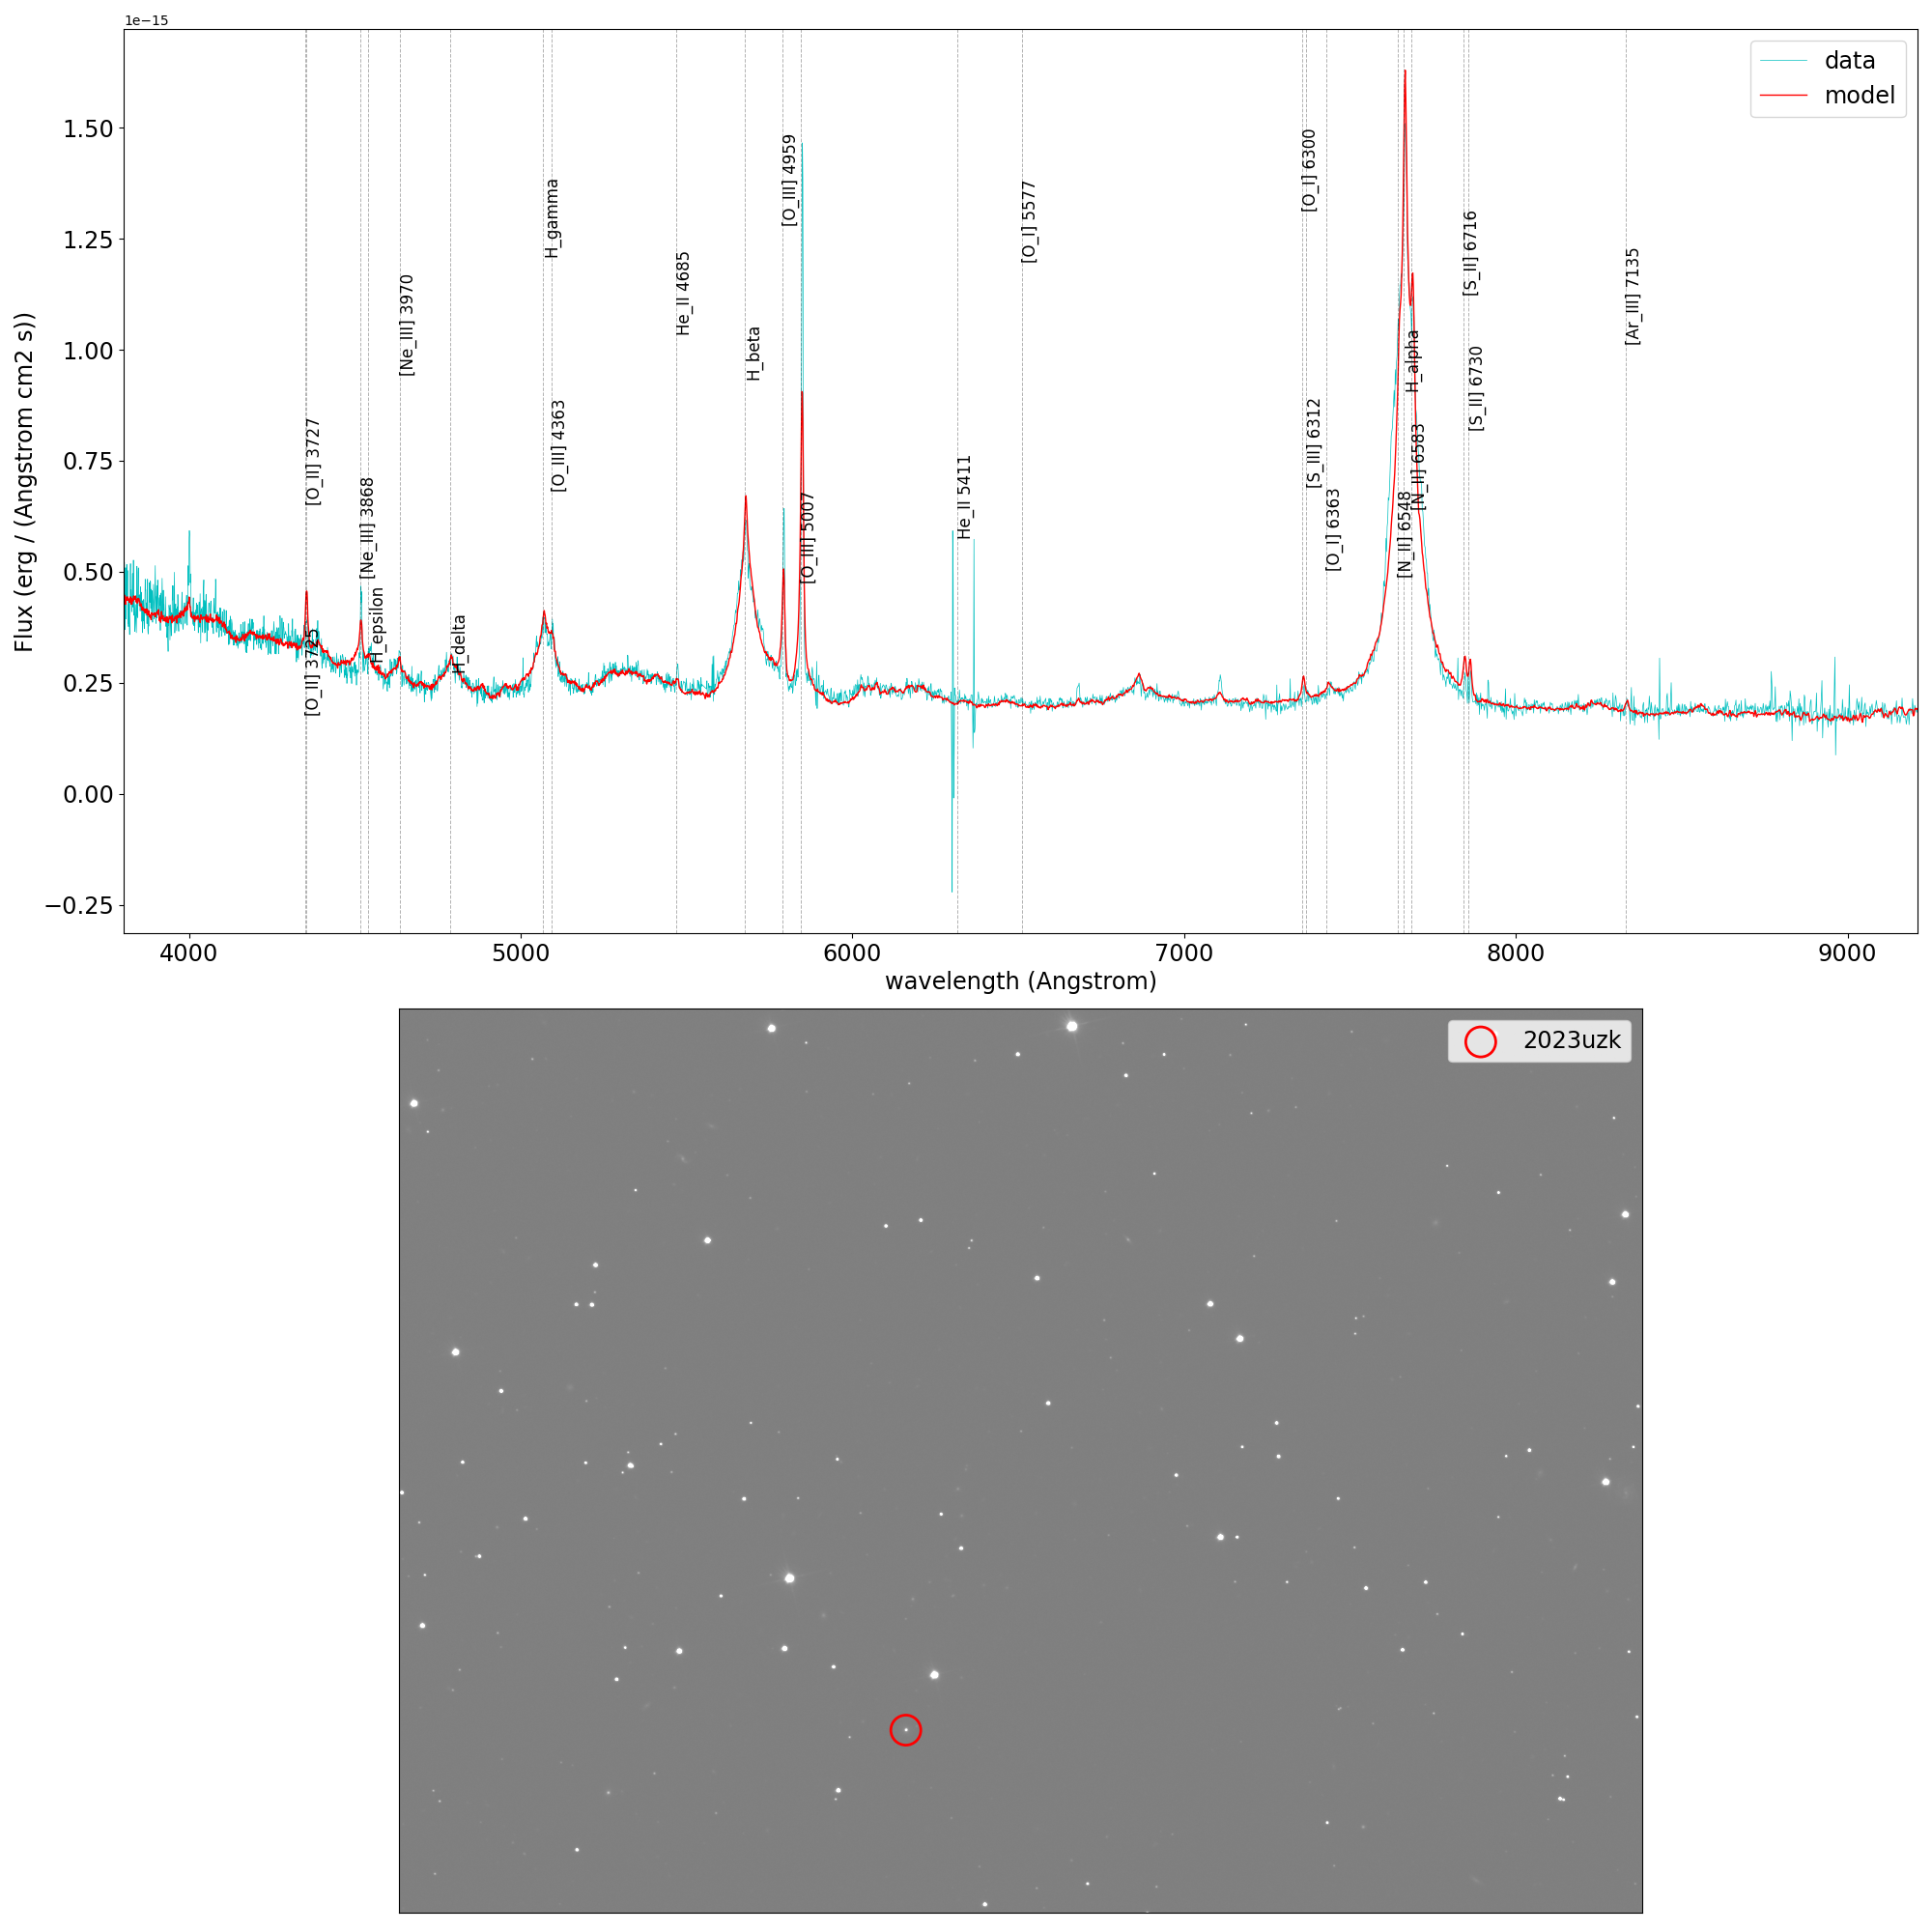 1e−15
data
model
[O_I] 6300
[O_III] 4959
H_gamma
[O_I] 5577
[S_II] 6716
[Ar_III] 7135
He_II 4685
[Ne_III] 3970
H_beta
H_alpha
[S_II] 6730
[O_III] 4363
[S_III] 6312
[O_II] 3727
[N_II] 6583
He_II 5411
[Ne_III] 3868
[O_I] 6363
[N_II] 6548
[O_III] 5007
H_epsilon
H_delta
[O_II] 3725
1.50
1.25
1.00
0.75
0.50
0.25
0.00
−0.25
Flux (erg / (Angstrom cm2 s))
4000 5000 6000 7000 8000 9000
wavelength (Angstrom)
2023uzk